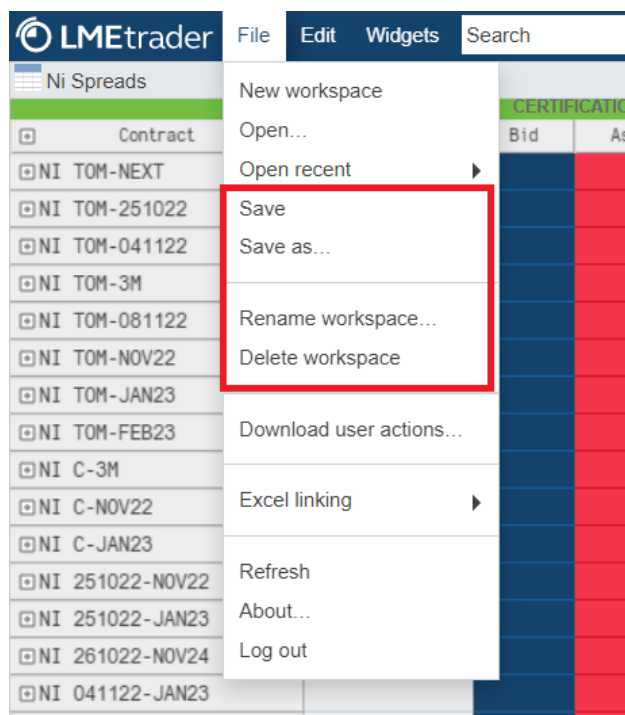 LMEtrader File Edit Widgets Search
Ni Spreads
New workspace
Open...
Open recent
Save
Save as...
Rename workspace...
Delete workspace
Download user actions...
Excel linking
Refresh
About...
Log out
Contract Bid
NI TOM-NEXT
NI TOM-251022
NI TOM-041122
NI TOM-3M
NI TOM-081122
NI TOM-NOV22
NI TOM-JAN23
NI TOM-FEB23
NI C-3M
NI C-NOV22
NI C-JAN23
NI 251022-NOV22
NI 251022-JAN23
NI 261022-NOV24
NI 041122-JAN23